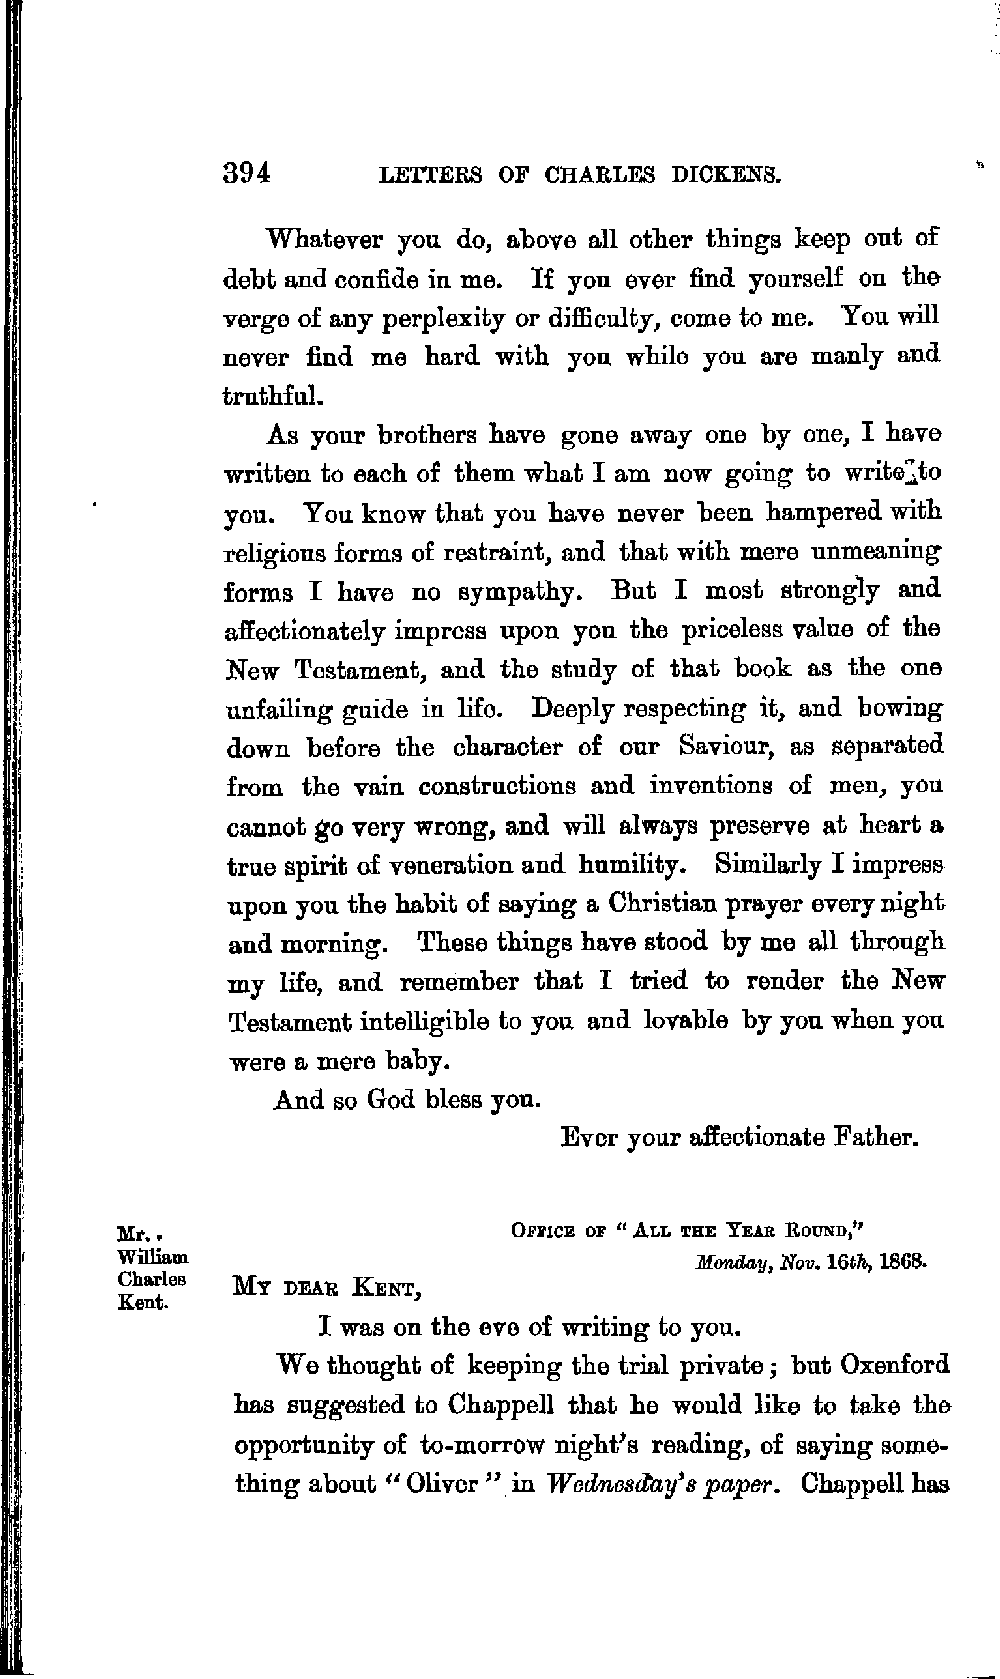 394 LETTERS OF CHARLES DICKENS.
Whatever you do, above all other things keep out of
debt and confide in me. If you ever find yourself on the
verge of any perplexity or difficulty, come to me. You will
never find me hard with you while you are manly and
truthful.
As your brothers have gone away one by one, I have
written to each of them what I am now going to write to
you. You know that you have never been hampered with
religious forms of restraint, and that with mere unmeaning
forms I have no sympathy. But I most strongly and
affectionately impress upon you the priceless value of the
New Testament, and the study of that book as the one
unfailing guide in life. Deeply respecting it, and bowing
down before the character of our Saviour, as separated
from the vain constructions and inventions of men, you
cannot go very wrong, and will always preserve at heart a
true spirit of veneration and humility. Similarly I impress
upon you the habit of saying a Christian prayer every night
and morning. These things have stood by me all through
my life, and remember that I tried to render the New
Testament intelligible to you and lovable by you when you
were a mere baby.
And so God bless you.
Ever your affectionate Father.
Mr.
William
Charles
Kent.
OFFICE OF "ALL THE YEAR ROUND,"
Monday, Nov. 16th, 1868.
MY DEAR KENT,
I was on the eve of writing to you.
We thought of keeping the trial private; but Oxenford
has suggested to Chappell that he would like to take the
opportunity of to-morrow night's reading, of saying some-
thing about "Oliver" in Wednesday's paper. Chappell has